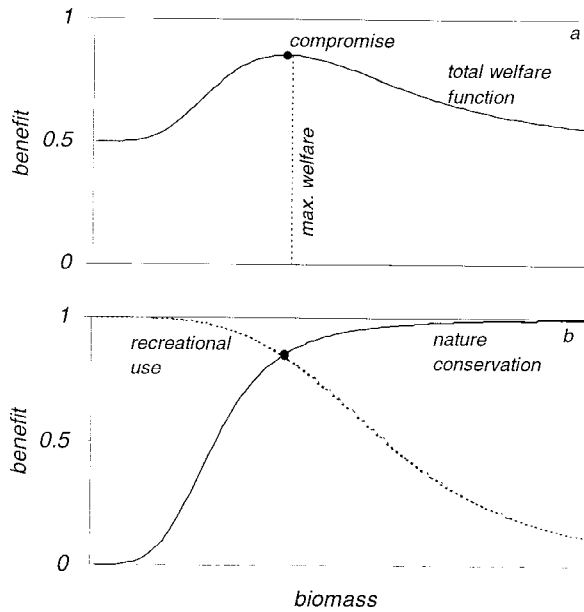 1
a
compromise
total welfare
function
benefit
0.5
max. welfare
0
1
b
recreational
use
nature
conservation
benefit
0.5
0
biomass